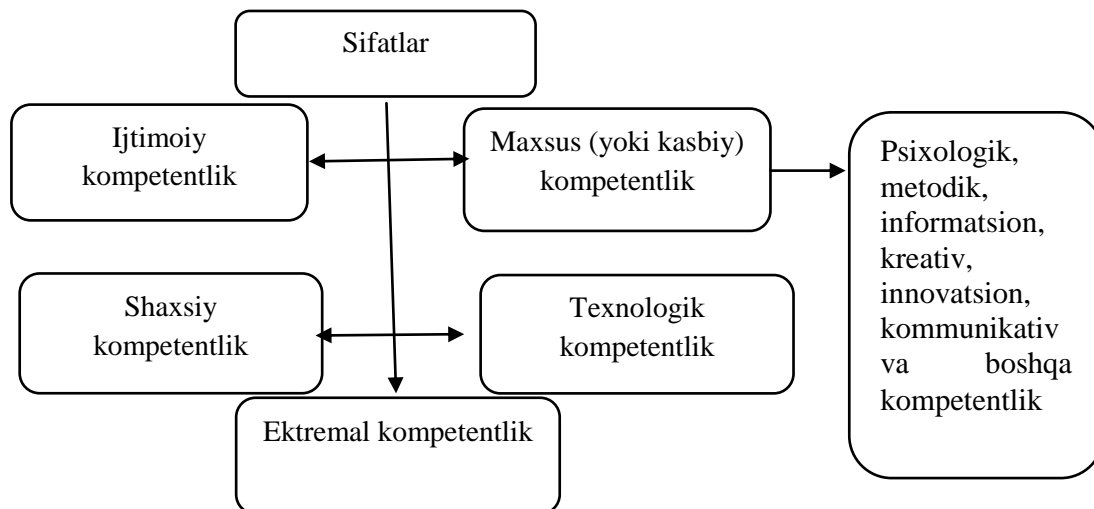 Sifatlar
Ijtimoiy
kompetentlik
Maxsus (yoki kasbiy)
kompetentlik
Psixologik,
metodik,
informatsion,
kreativ,
innovatsion,
kommunikativ
va boshqa
kompetentlik
Shaxsiy
kompetentlik
Texnologik
kompetentlik
Ektremal kompetentlik